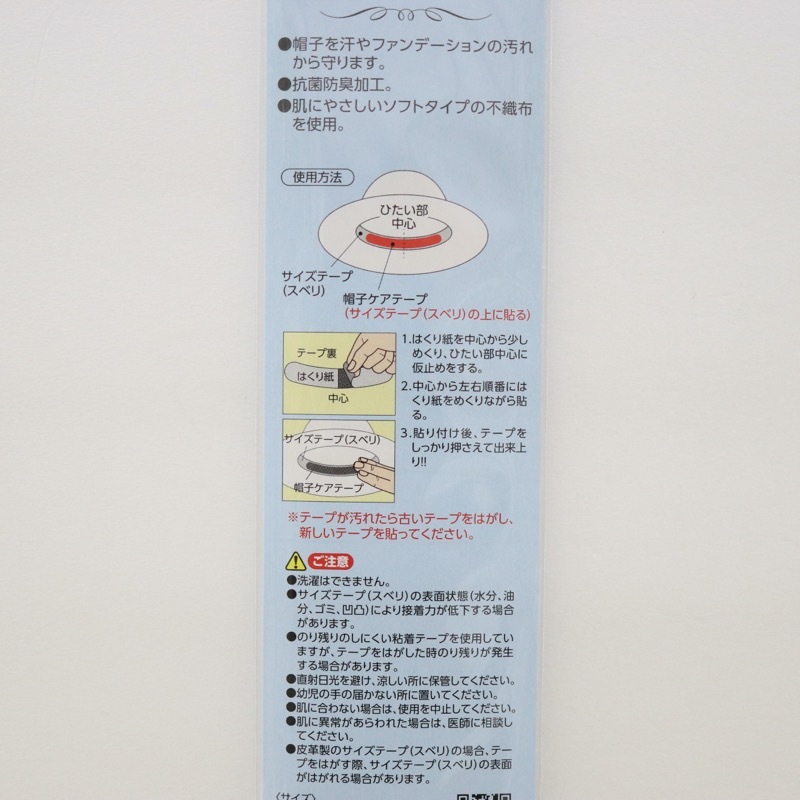 ●帽子を汗やファンデーションの汚れ
から守ります。
●抗菌防臭加工。
●肌にやさしいソフトタイプの不織布
を使用。
使用方法
ひたい部
中心
サイズテープ
(スベリ)
帽子ケアテープ
(サイズテープ(スベリ)の上に貼る)
テープ裏
はくり紙
中心
1.はくり紙を中心から少し
めくり、ひたい部中心に
仮止めをする。
2.中心から左右順番には
くり紙をめくりながら貼
る。
サイズテープ(スベリ)
帽子ケアテープ
3.貼り付け後、テープを
しっかり押さえて出来上
り!!
※テープが汚れたら古いテープをはがし、
新しいテープを貼ってください。
ご注意
●洗濯はできません。
●サイズテープ(スベリ)の表面状態(水分、油
分、ゴミ、凹凸)により接着力が低下する場合
があります。
●のり残りのしにくい粘着テープを使用してい
ますが、テープをはがした時のり残りが発生
する場合があります。
●直射日光を避け、涼しい所に保管してください。
●幼児の手の届かない所に置いてください。
●肌に合わない場合は、使用を中止してください。
●肌に異常があらわれた場合は、医師に相談し
てください。
●皮革製のサイズテープ(スベリ)の場合、テー
プをはがす際、サイズテープ(スベリ)の表面
がはがれる場合があります。
〈サイズ〉